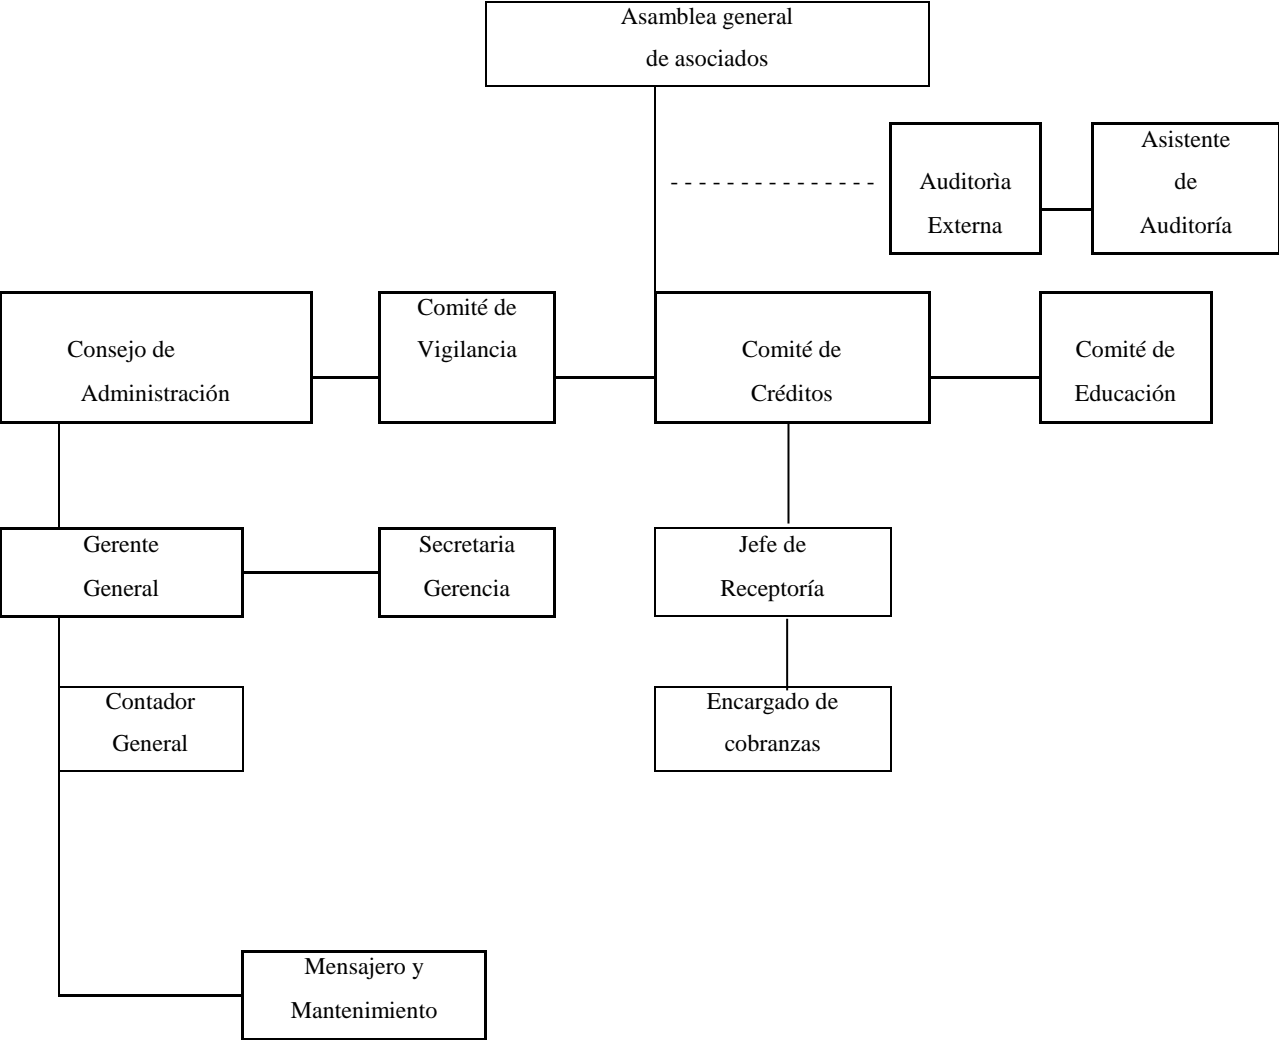 Asamblea general
de asociados
Auditorìa
Externa
Asistente
de
Auditoría
Consejo de
Administración
Comité de
Vigilancia
Comité de
Créditos
Comité de
Educación
Gerente
General
Secretaria
Gerencia
Jefe de
Receptoría
Contador
General
Encargado de
cobranzas
Mensajero y
Mantenimiento